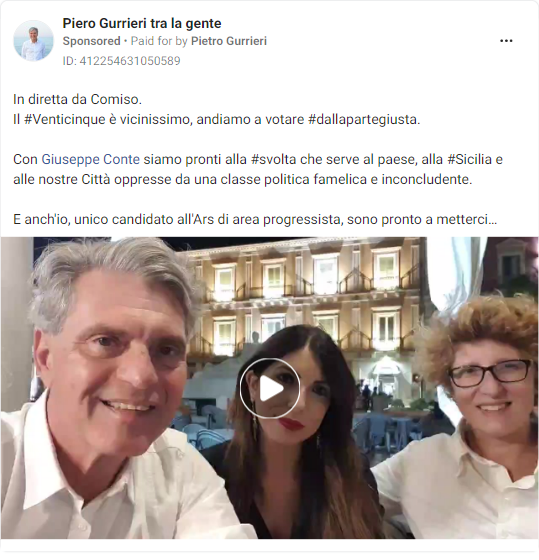 Piero Gurrieri tra la gente
Sponsored • Paid for by Pietro Gurrieri
ID: 412254631050589
In diretta da Comiso.
Il #Venticinque è vicinissimo, andiamo a votare #dallapartegiusta.
Con Giuseppe Conte siamo pronti alla #svolta che serve al paese, alla #Sicilia e
alle nostre Città oppresse da una classe politica famelica e inconcludente.
E anch'io, unico candidato all'Ars di area progressista, sono pronto a metterci...